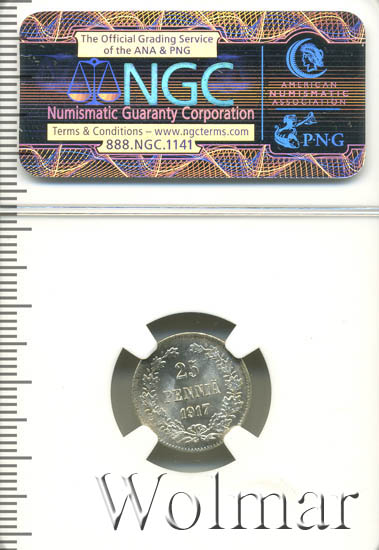 The Official Grading Service
of the ANA & PNG
NGC
Numismatic Guaranty Corporation
Terms & Conditions – www.ngcterms.com
888.NGC.1141
AMERICAN
NUMISMATIC
ASSOCIATION
P·N·G
25
PENNIÄ
1917
Wolmar